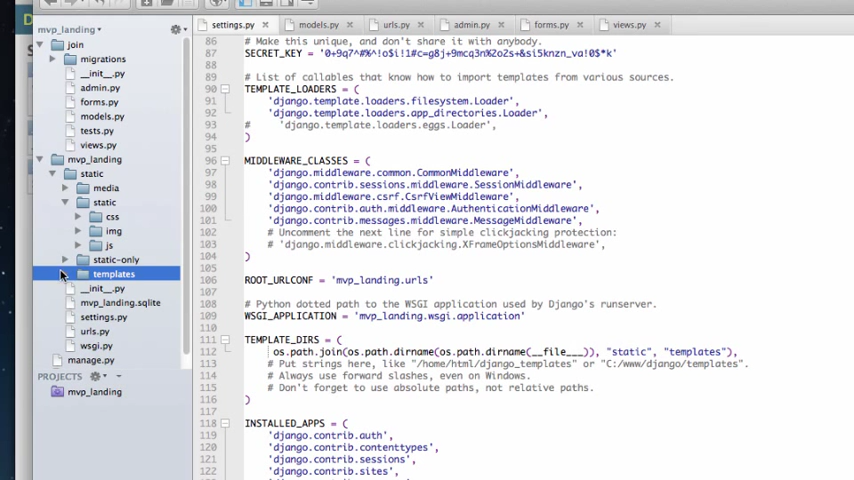 mvp_landing
join
migrations
__init__.py
admin.py
forms.py
models.py
tests.py
views.py
mvp_landing
static
media
static
css
img
js
static-only
templates
__init__.py
mvp_landing.sqlite
settings.py
urls.py
wsgi.py
manage.py
PROJECTS
mvp_landing
settings.py models.py urls.py admin.py forms.py views.py
86 # Make this unique, and don't share it with anybody.
87 SECRET_KEY = '0+9q7^#%^!o$i!1#c=g8j+9mcq3n%2oZs+&si5knzn_va!0$*k'
88
89 # List of callables that know how to import templates from various sources.
90 TEMPLATE_LOADERS = (
91 'django.template.loaders.filesystem.Loader',
92 'django.template.loaders.app_directories.Loader',
93 # 'django.template.loaders.eggs.Loader',
94 )
95
96 MIDDLEWARE_CLASSES = (
97 'django.middleware.common.CommonMiddleware',
98 'django.contrib.sessions.middleware.SessionMiddleware',
99 'django.middleware.csrf.CsrfViewMiddleware',
100 'django.contrib.auth.middleware.AuthenticationMiddleware',
101 'django.contrib.messages.middleware.MessageMiddleware',
102 # Uncomment the next line for simple clickjacking protection:
103 # 'django.middleware.clickjacking.XFrameOptionsMiddleware',
104 )
105
106 ROOT_URLCONF = 'mvp_landing.urls'
107
108 # Python dotted path to the WSGI application used by Django's runserver.
109 WSGI_APPLICATION = 'mvp_landing.wsgi.application'
110
111 TEMPLATE_DIRS = (
112 os.path.join(os.path.dirname(os.path.dirname(__file__)), "static", "templates"),
113 # Put strings here, like "/home/html/django_templates" or "C:/www/django/templates".
114 # Always use forward slashes, even on Windows.
115 # Don't forget to use absolute paths, not relative paths.
116 )
117
118 INSTALLED_APPS = (
119 'django.contrib.auth',
120 'django.contrib.contenttypes',
121 'django.contrib.sessions',
122 'django.contrib.sites',